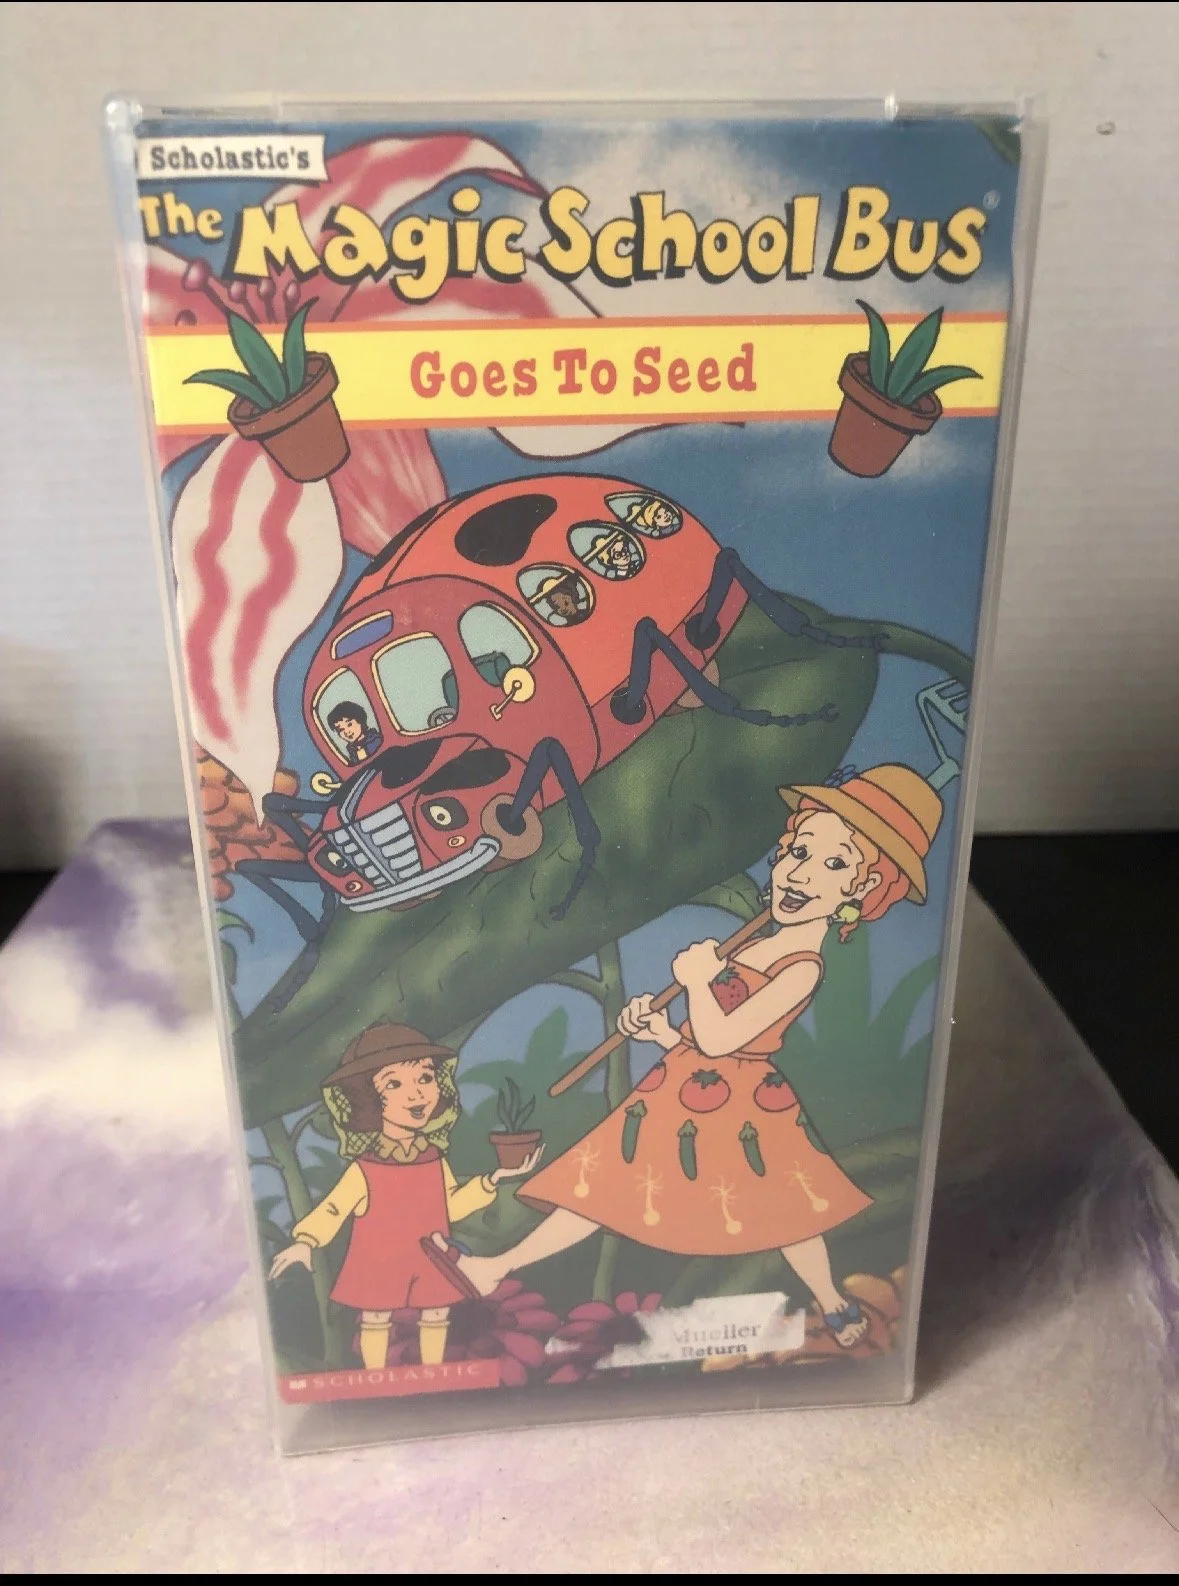 Scholastic's
The Magic School Bus®
Goes To Seed
Mueller
Return
SCHOLASTIC